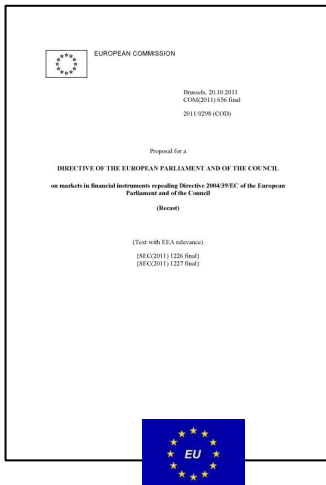 EUROPEAN COMMISSION
Brussels, 20.10.2011
COM(2011) 656 final
2011/0298 (COD)
Proposal for a
DIRECTIVE OF THE EUROPEAN PARLIAMENT AND OF THE COUNCIL
on markets in financial instruments repealing Directive 2004/39/EC of the European
Parliament and of the Council
(Recast)
(Text with EEA relevance)
{SEC(2011) 1226 final}
{SEC(2011) 1227 final}
EU